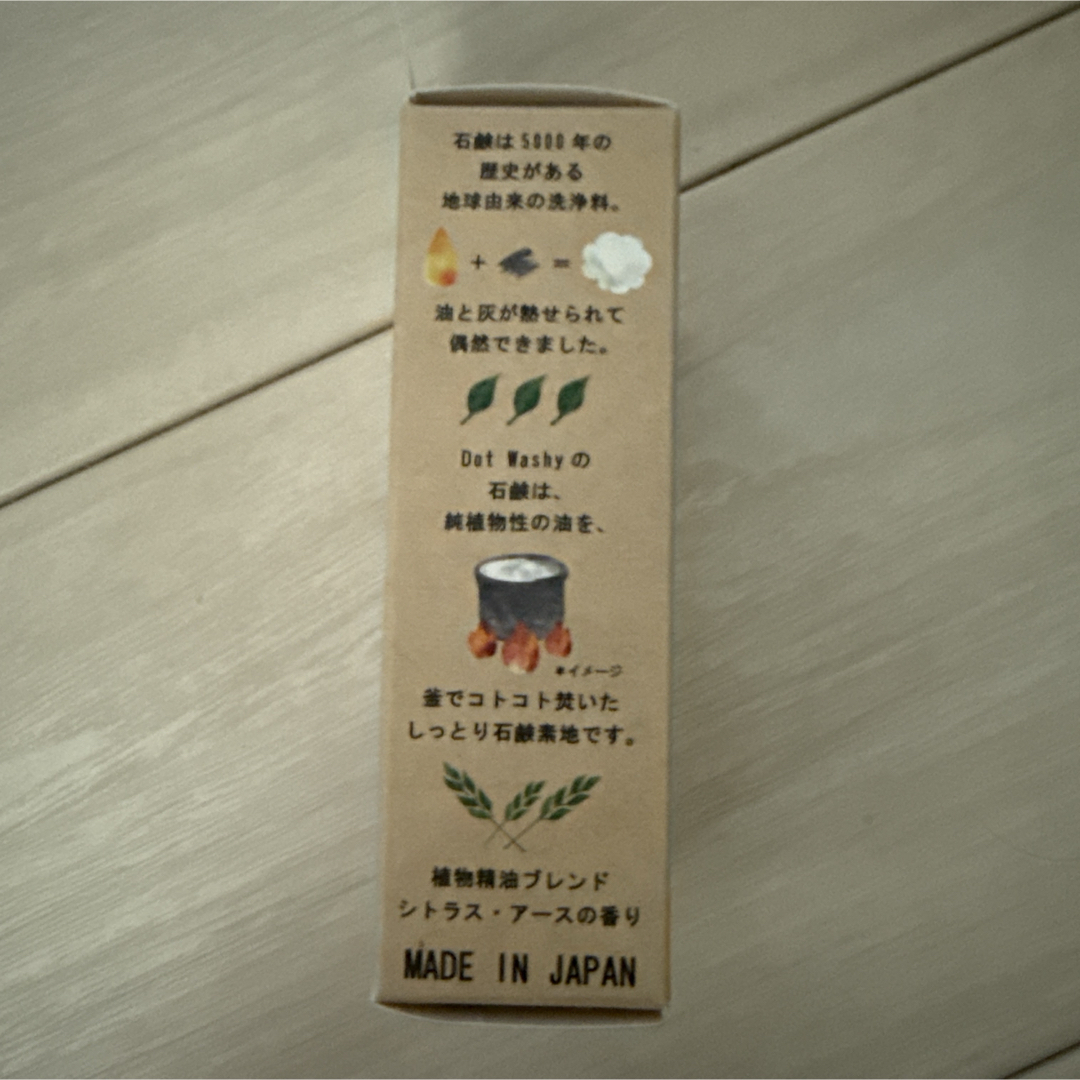 石鹸は5000年の
歴史がある
地球由来の洗浄料。
+ =
油と灰が熱せられて
偶然できました。
Dot Washyの
石鹸は、
純植物性の油を、
※イメージ
釜でコトコト焚いた
しっとり石鹸素地です。
植物精油ブレンド
シトラス・アースの香り
MADE IN JAPAN